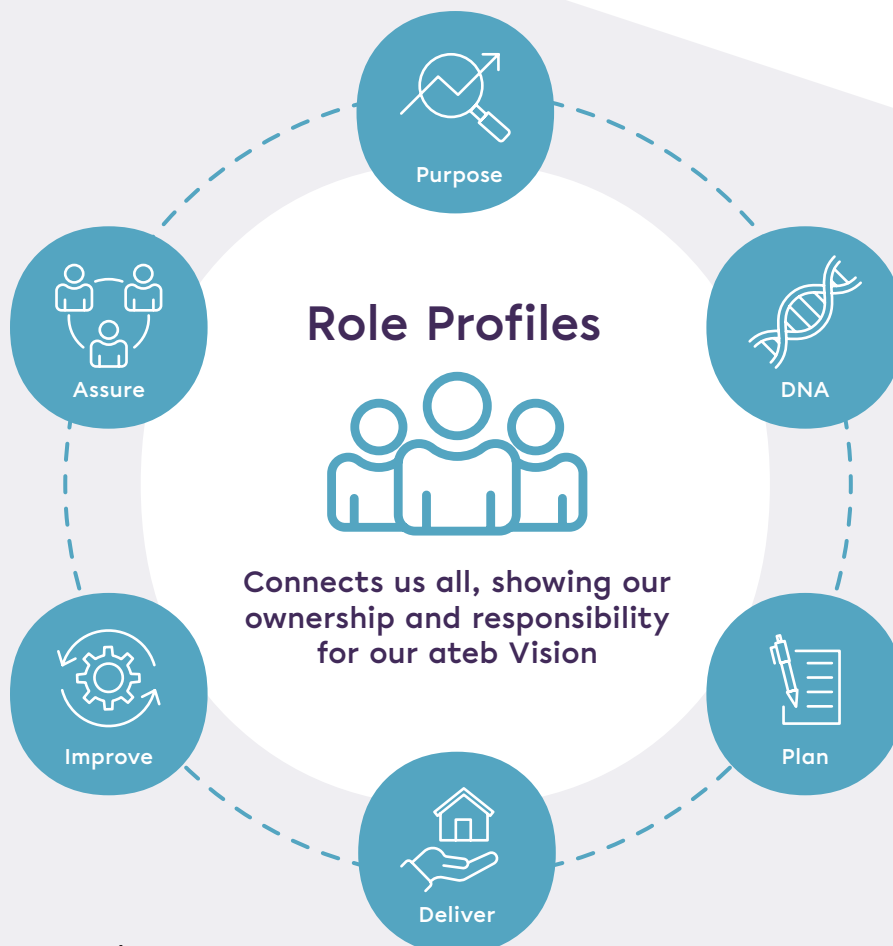 Purpose
Assure
DNA
Role Profiles
Connects us all, showing our
ownership and responsibility
for our ateb Vision
Improve
Plan
Deliver